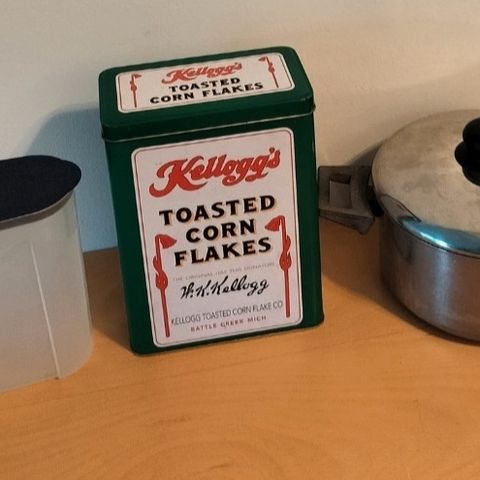 Kellogg's
TOASTED
CORN FLAKES
Kellogg's
TOASTED
CORN
FLAKES
THE ORIGINAL HAS THIS SIGNATURE
W.K.Kellogg
KELLOGG TOASTED CORN FLAKE CO
BATTLE CREEK MICH